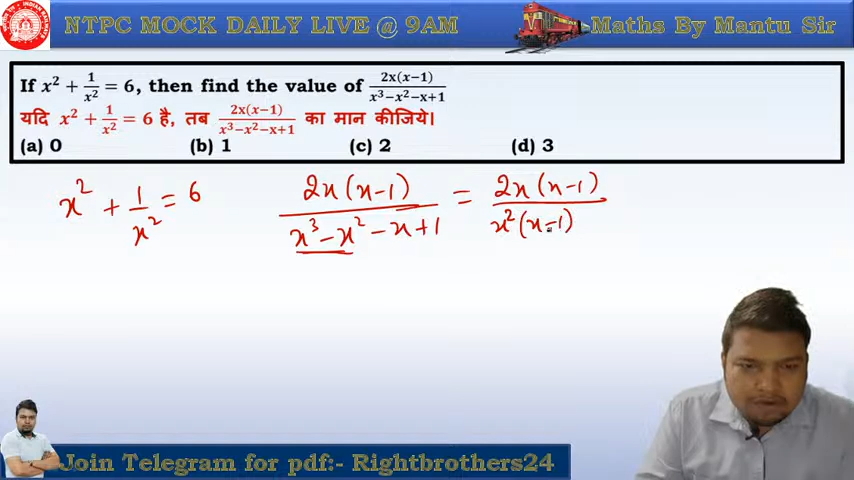 NTPC MOCK DAILY LIVE @ 9AM
Maths By Mantu Sir
If x² + 1/x² = 6, then find the value of 2x(x−1)/x³−x²−x+1
यदि x² + 1/x² = 6 है, तब 2x(x−1)/x³−x²−x+1 का मान कीजिये।
(a) 0 (b) 1 (c) 2 (d) 3
x² + 1/x² = 6
2x(x-1)/x³-x²-x+1 = 2x(x-1)/x²(x-1)
Join Telegram for pdf:- Rightbrothers24